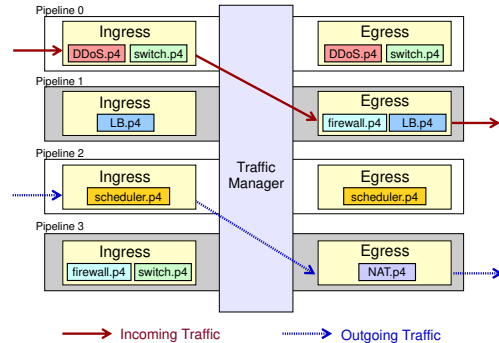 Pipeline 0
Ingress
DDoS.p4 switch.p4
Egress
DDoS.p4 switch.p4
Pipeline 1
Ingress
LB.p4
Egress
firewall.p4 LB.p4
Traffic
Manager
Pipeline 2
Ingress
scheduler.p4
Egress
scheduler.p4
Pipeline 3
Ingress
firewall.p4 switch.p4
Egress
NAT.p4
Incoming Traffic
Outgoing Traffic